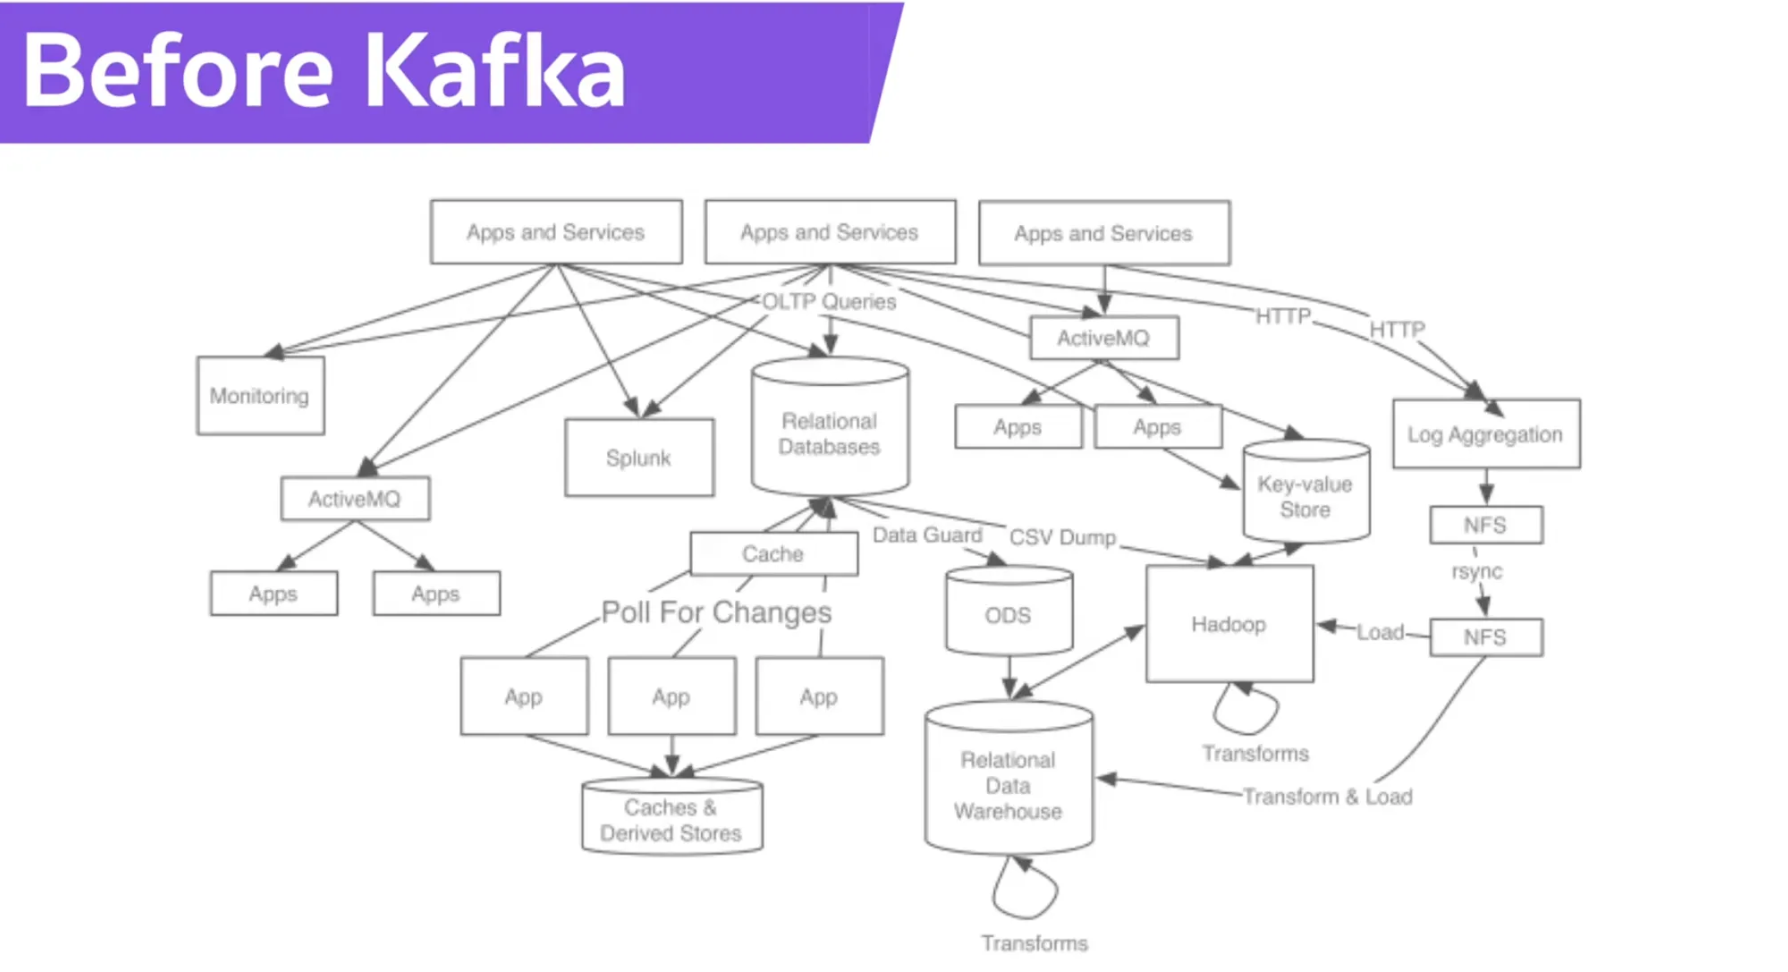 Before Kafka
Apps and Services
Apps and Services
Apps and Services
OLTP Queries
HTTP
HTTP
ActiveMQ
Monitoring
Relational
Databases
Apps
Apps
Log Aggregation
Splunk
Key-value
Store
ActiveMQ
NFS
Cache
Data Guard
CSV Dump
rsync
Apps
Apps
Poll For Changes
ODS
Hadoop
Load
NFS
App
App
App
Transforms
Relational
Data
Warehouse
Transform & Load
Caches &
Derived Stores
Transforms